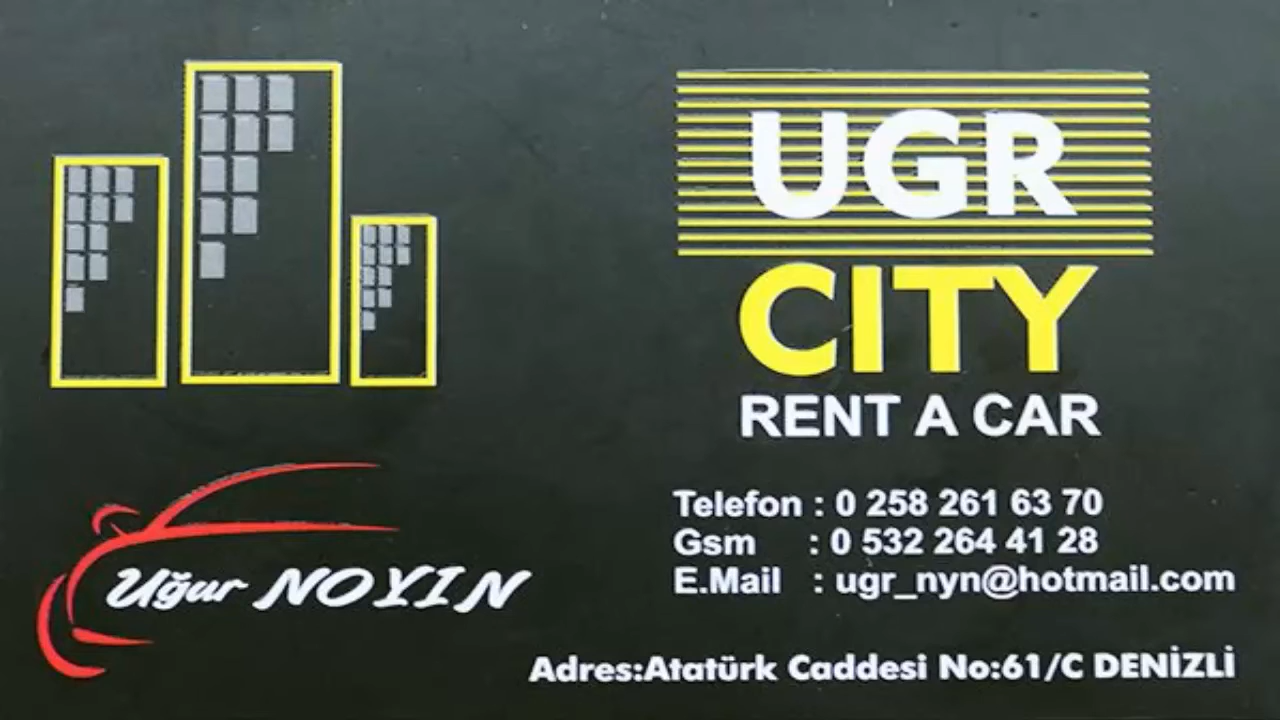 UGR
CITY
RENT A CAR
Uğur NOYIN
Telefon : 0 258 261 63 70
Gsm : 0 532 264 41 28
E.Mail : ugr_nyn@hotmail.com
Adres:Atatürk Caddesi No:61/C DENİZLİ